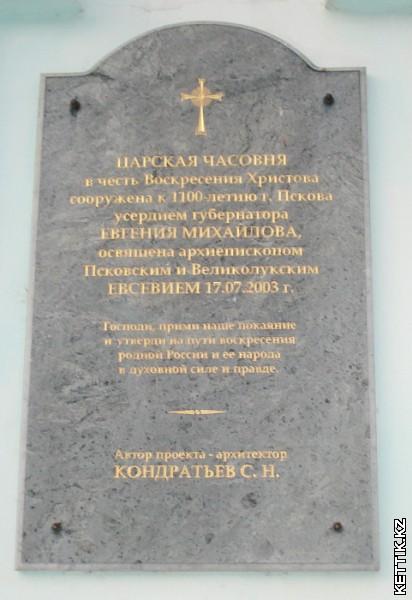 ЦАРСКАЯ ЧАСОВНЯ
в честь Воскресения Христова
сооружена к 1100-летию г. Пскова
усердием губернатора
ЕВГЕНИЯ МИХАЙЛОВА,
освящена архиепископом
Псковским и Великолукским
ЕВСЕВИЕМ 17.07.2003 г.
Господи, прими наше покаяние
и утверди на пути воскресения
родной России и ее народа
в духовной силе и правде.
Автор проекта - архитектор
КОНДРАТЬЕВ С. Н.
KETTIK.KZ